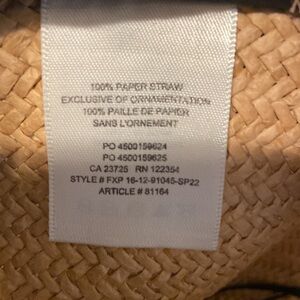 100% PAPER STRAW
EXCLUSIVE OF ORNAMENTATION
100% PAILLE DE PAPIER
SANS L'ORNEMENT
PO 4500159624
PO 4500159625
CA 23725 RN 122354
STYLE # FXP 16-12-91045-SP22
ARTICLE # 81164